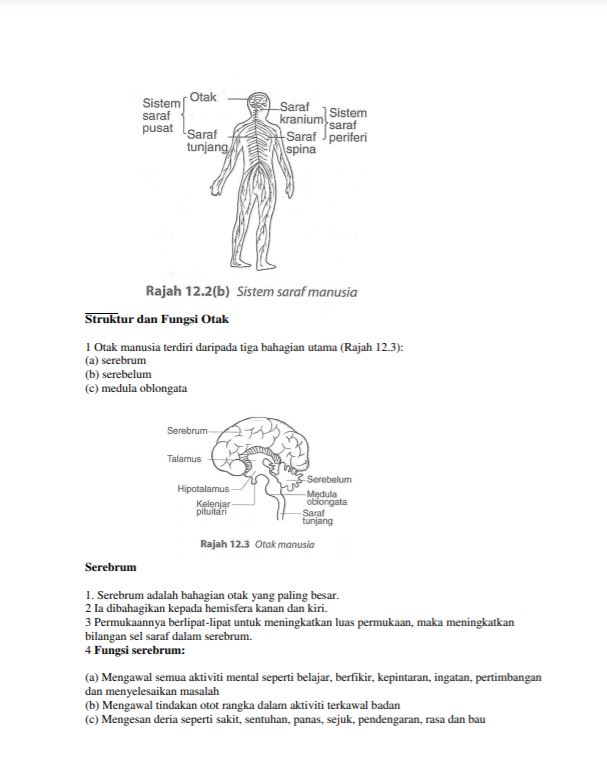 Sistem
saraf
pusat
Otak
Saraf
tunjang
Saraf
kranium
Saraf
spina
Sistem
saraf
periferi
Rajah 12.2(b) Sistem saraf manusia
Struktur dan Fungsi Otak
1 Otak manusia terdiri daripada tiga bahagian utama (Rajah 12.3):
(a) serebrum
(b) serebelum
(c) medula oblongata
Serebrum
Talamus
Hipotalamus
Kelenjar
pituitari
Serebelum
Medula
oblongata
Saraf
tunjang
Rajah 12.3 Otak manusia
Serebrum
1. Serebrum adalah bahagian otak yang paling besar.
2 Ia dibahagikan kepada hemisfera kanan dan kiri.
3 Permukaannya berlipat-lipat untuk meningkatkan luas permukaan, maka meningkatkan
bilangan sel saraf dalam serebrum.
4 Fungsi serebrum:
(a) Mengawal semua aktiviti mental seperti belajar, berfikir, kepintaran, ingatan, pertimbangan
dan menyelesaikan masalah
(b) Mengawal tindakan otot rangka dalam aktiviti terkawal badan
(c) Mengesan deria seperti sakit, sentuhan, panas, sejuk, pendengaran, rasa dan bau